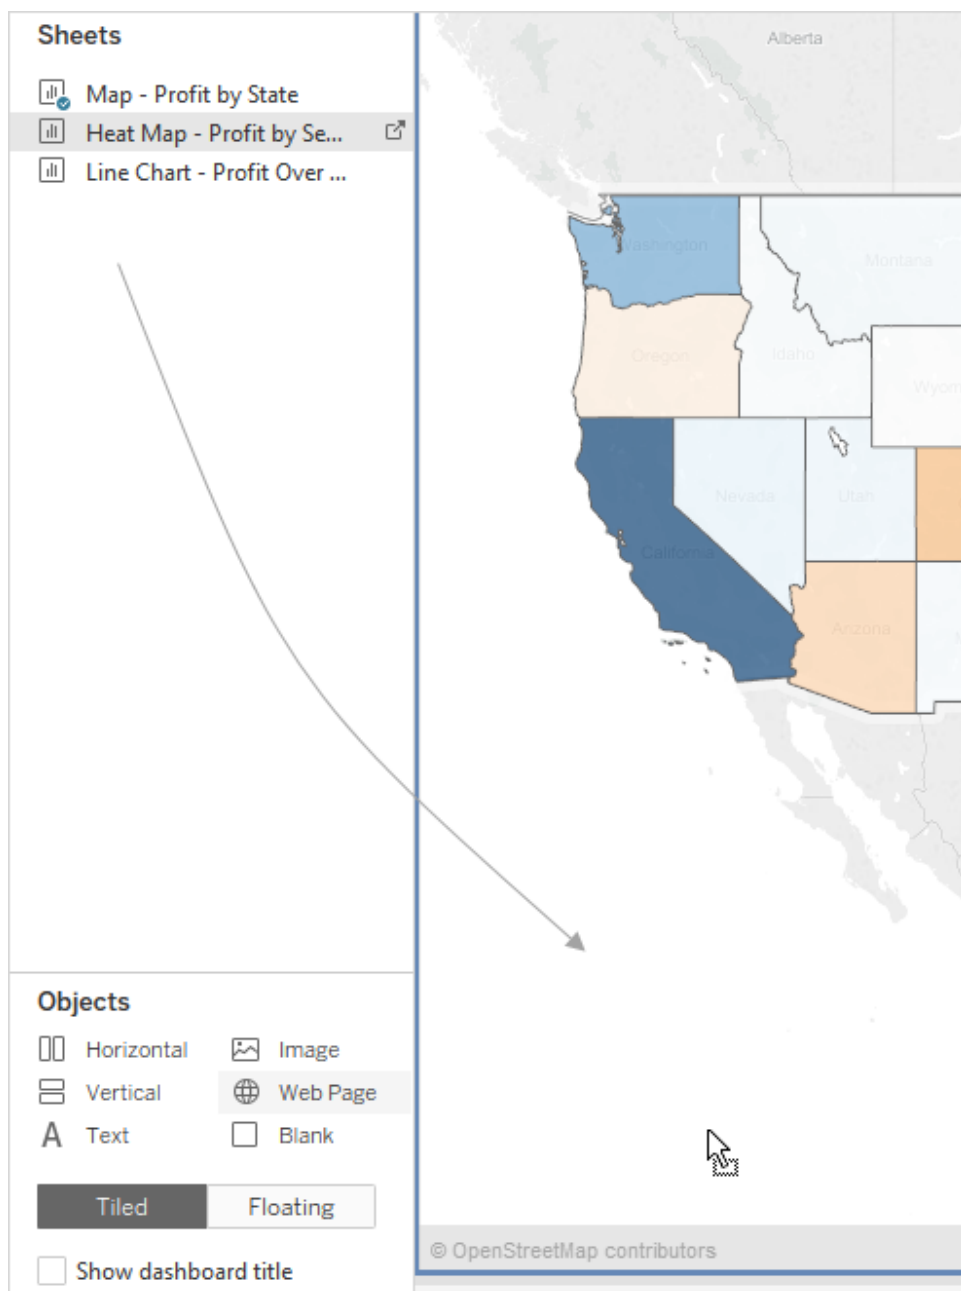 Sheets
Map - Profit by State
Heat Map - Profit by Se...
Line Chart - Profit Over ...
Alberta
Washington
Montana
Oregon
Idaho
Wyom
Nevada
Utah
California
Arizona
Objects
Horizontal
Image
Vertical
Web Page
A Text
Blank
Tiled
Floating
Show dashboard title
© OpenStreetMap contributors